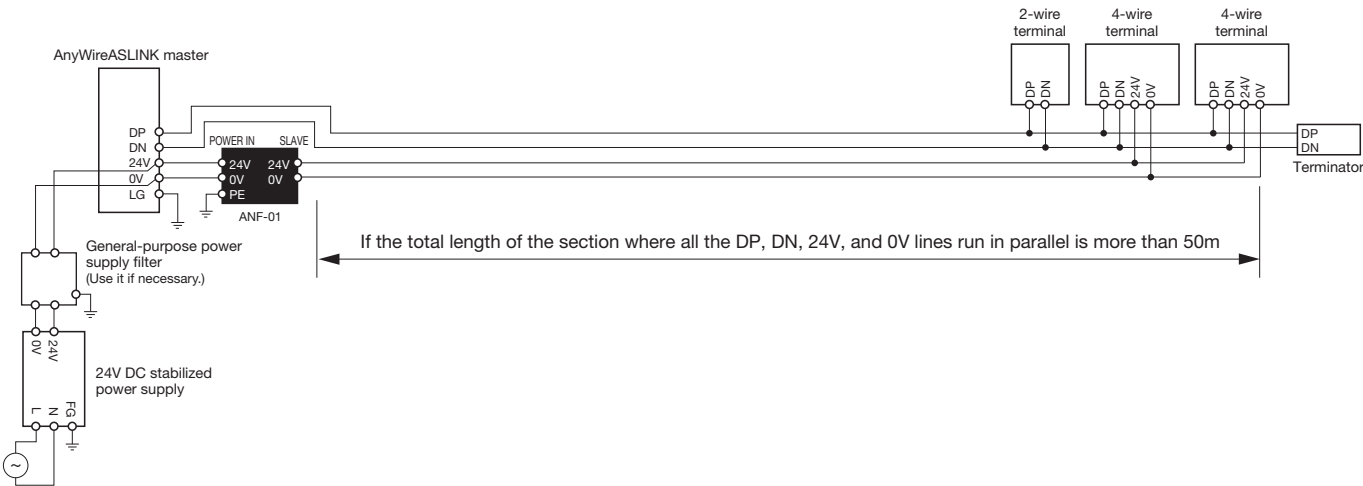 2-wire
terminal
4-wire
terminal
4-wire
terminal
AnyWireASLINK master
DP
DN
24V
0V
LG
POWER IN
SLAVE
24V
0V
PE
24V
0V
ANF-01
DP
DN
DP
DN
24V
0V
DP
DN
24V
0V
DP
DN
Terminator
If the total length of the section where all the DP, DN, 24V, and 0V lines run in parallel is more than 50m
General-purpose power
supply filter
(Use it if necessary.)
0V
24V
24V DC stabilized
power supply
L
N
FG
~